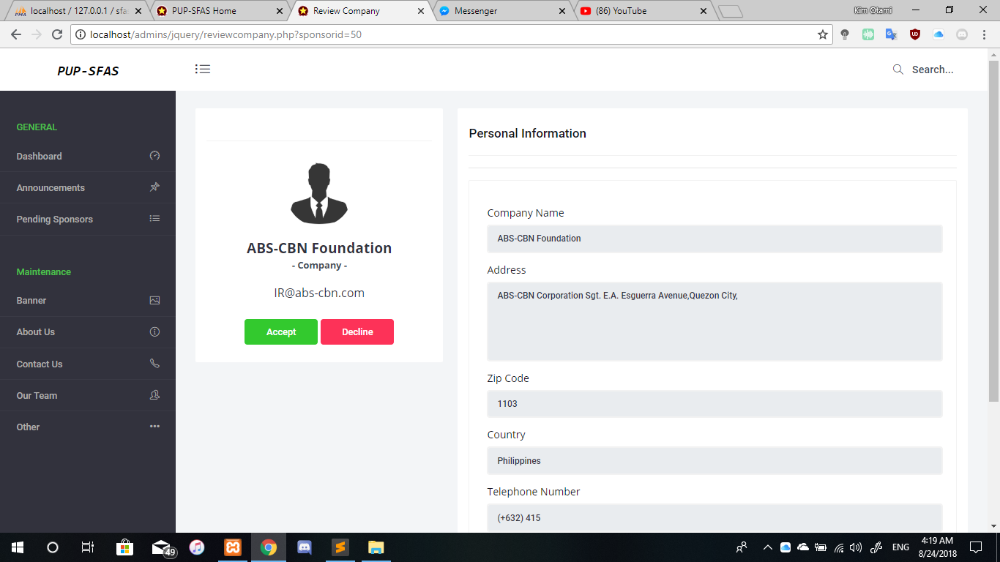 localhost / 127.0.0.1 / sfas
PUP-SFAS Home
Review Company
Messenger
(86) YouTube
Kim Otami
localhost/admins/jquery/reviewcompany.php?sponsorid=50
PUP-SFAS
Search...
GENERAL
Dashboard
Announcements
Pending Sponsors
Maintenance
Banner
About Us
Contact Us
Our Team
Other
ABS-CBN Foundation
- Company -
IR@abs-cbn.com
Accept
Decline
Personal Information
Company Name
ABS-CBN Foundation
Address
ABS-CBN Corporation Sgt. E.A. Esguerra Avenue,Quezon City,
Zip Code
1103
Country
Philippines
Telephone Number
(+632) 415
49
ENG
4:19 AM
8/24/2018